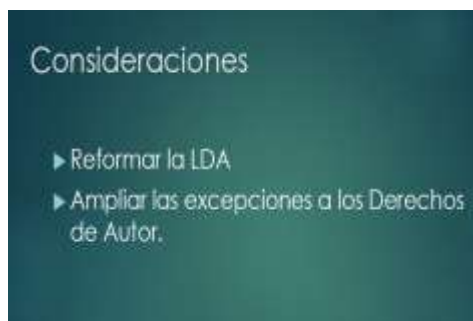 Consideraciones
Reformar la LDA
Ampliar las excepciones a los Derechos
de Autor.